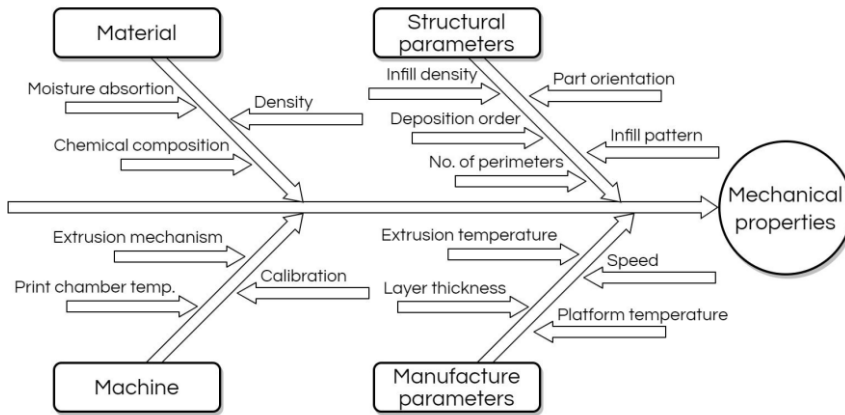 Material
Structural
parameters
Moisture absortion
Density
Chemical composition
Infill density
Part orientation
Deposition order
Infill pattern
No. of perimeters
Mechanical
properties
Extrusion mechanism
Calibration
Print chamber temp.
Extrusion temperature
Speed
Layer thickness
Platform temperature
Machine
Manufacture
parameters